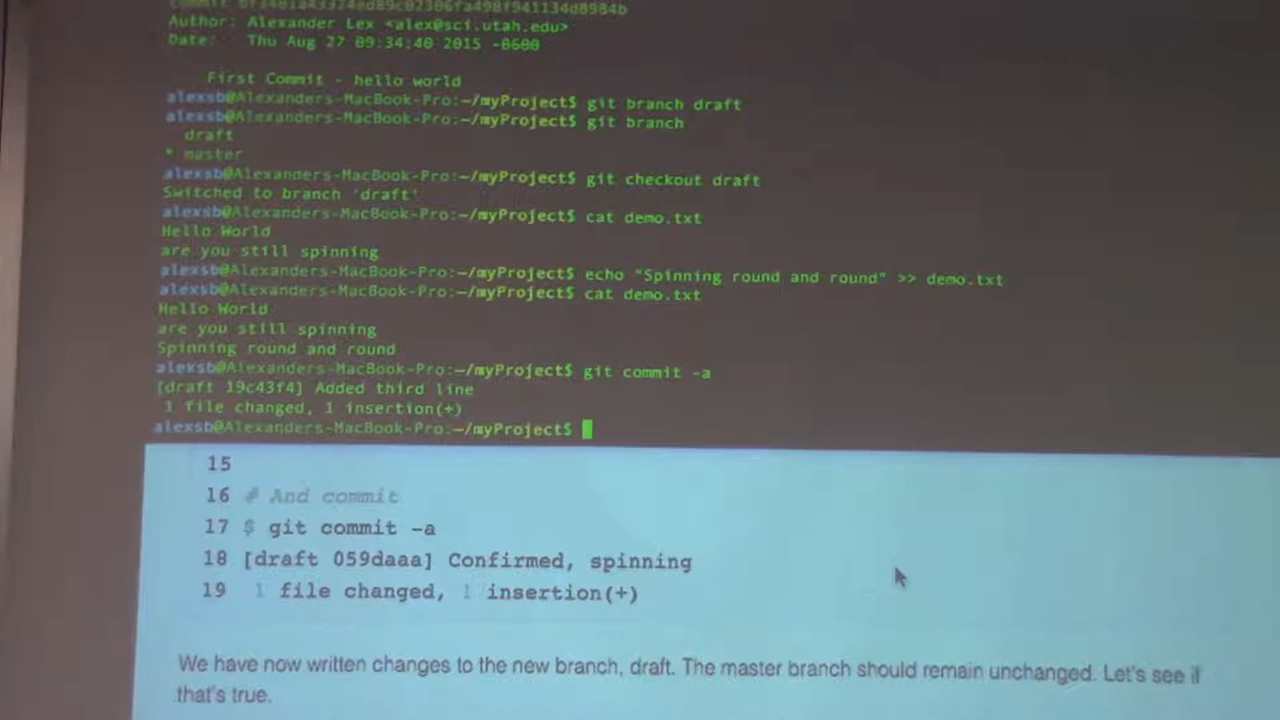 Author: Alexander Lex <alex@sci.utah.edu>
Date: Thu Aug 27 09:34:40 2015 -0600
First Commit - hello world
alexsb@Alexanders-MacBook-Pro:~/myProject$ git branch draft
alexsb@Alexanders-MacBook-Pro:~/myProject$ git branch
draft
* master
alexsb@Alexanders-MacBook-Pro:~/myProject$ git checkout draft
Switched to branch 'draft'
alexsb@Alexanders-MacBook-Pro:~/myProject$ cat demo.txt
Hello World
are you still spinning
alexsb@Alexanders-MacBook-Pro:~/myProject$ echo "Spinning round and round" >> demo.txt
alexsb@Alexanders-MacBook-Pro:~/myProject$ cat demo.txt
Hello World
are you still spinning
Spinning round and round
alexsb@Alexanders-MacBook-Pro:~/myProject$ git commit -a
[draft 19c43f4] Added third line
1 file changed, 1 insertion(+)
alexsb@Alexanders-MacBook-Pro:~/myProject$
15
16 # And commit
17 $ git commit -a
18 [draft 059daaa] Confirmed, spinning
19 1 file changed, 1 insertion(+)
We have now written changes to the new branch, draft. The master branch should remain unchanged. Let's see if
that's true.